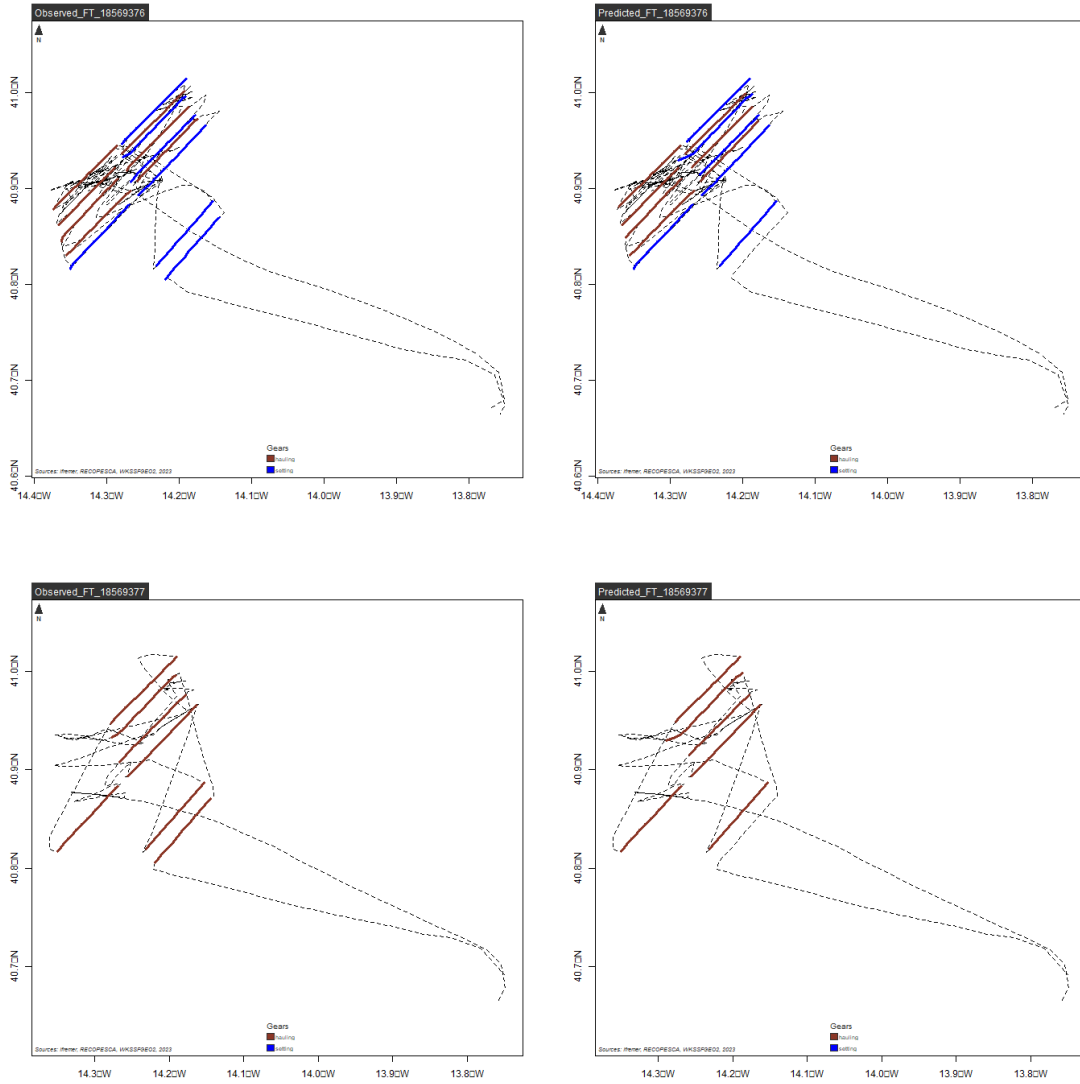 Observed_FT_18569376
N
41.0□N
40.9□N
40.8□N
40.7□N
40.6□N
Gears
hauling
setting
Sources: Ifremer, RECOPESCA, WKSSFGEO2, 2023
14.4□W 14.3□W 14.2□W 14.1□W 14.0□W 13.9□W 13.8□W
Predicted_FT_18569376
N
41.0□N
40.9□N
40.8□N
40.7□N
40.6□N
Gears
hauling
setting
Sources: Ifremer, RECOPESCA, WKSSFGEO2, 2023
14.4□W 14.3□W 14.2□W 14.1□W 14.0□W 13.9□W 13.8□W
Observed_FT_18569377
N
41.0□N
40.9□N
40.8□N
40.7□N
Gears
hauling
setting
Sources: Ifremer, RECOPESCA, WKSSFGEO2, 2023
14.3□W 14.2□W 14.1□W 14.0□W 13.9□W 13.8□W
Predicted_FT_18569377
N
41.0□N
40.9□N
40.8□N
40.7□N
Gears
hauling
setting
Sources: Ifremer, RECOPESCA, WKSSFGEO2, 2023
14.3□W 14.2□W 14.1□W 14.0□W 13.9□W 13.8□W